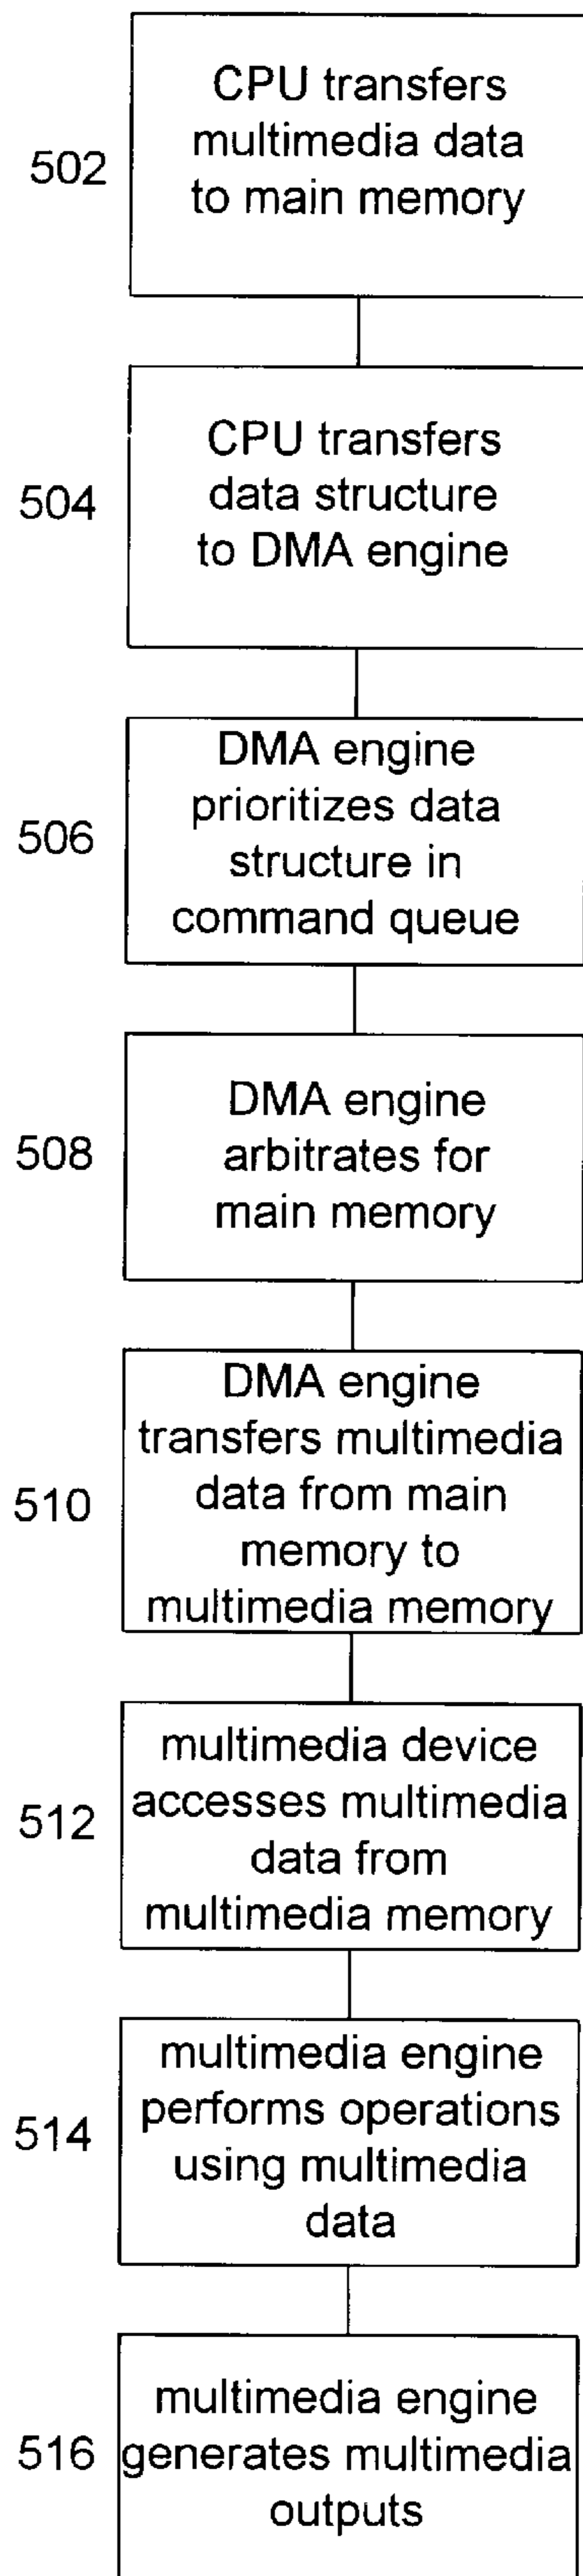 CPU transfers
multimedia data
to main memory
502
CPU transfers
data structure
to DMA engine
504
DMA engine
prioritizes data
structure in
command queue
506
DMA engine
arbitrates for
main memory
508
DMA engine
transfers multimedia
data from main
memory to
multimedia memory
510
multimedia device
accesses multimedia
data from
multimedia memory
512
multimedia engine
performs operations
using multimedia
data
514
multimedia engine
generates multimedia
outputs
516